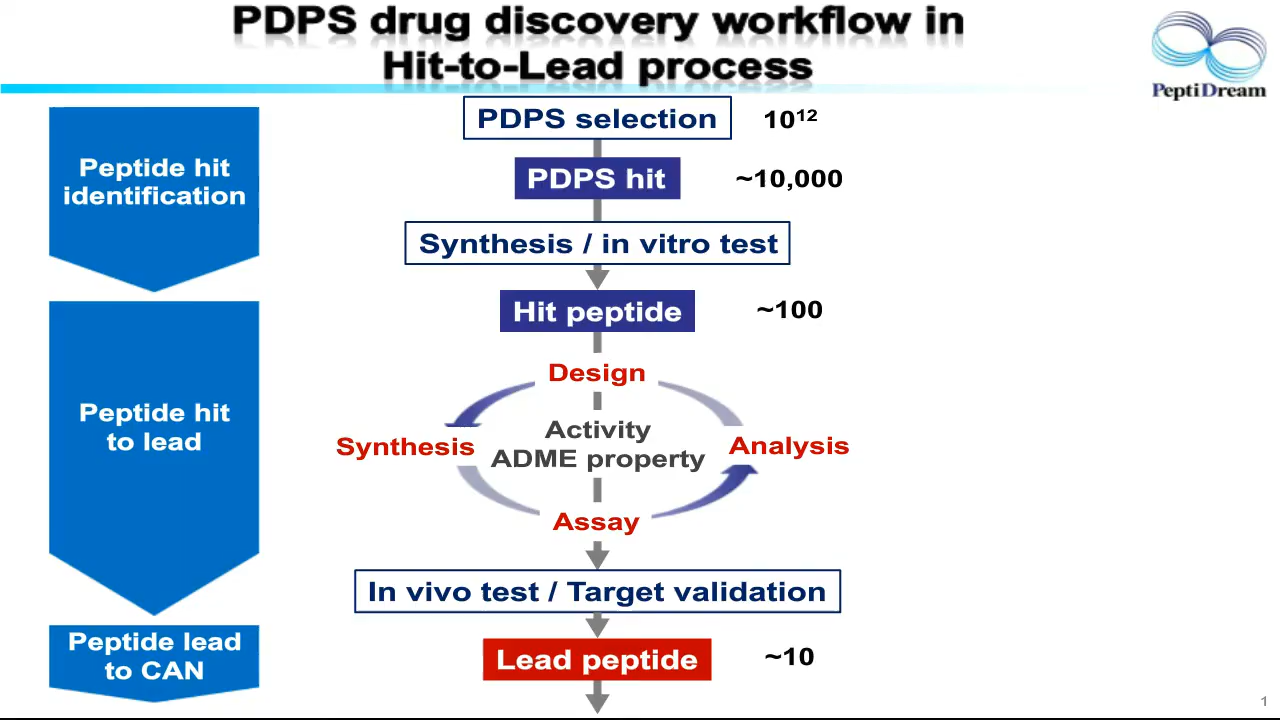 PDPS drug discovery workflow in
Hit-to-Lead process
PeptiDream
Peptide hit
identification
PDPS selection 10¹²
PDPS hit ~10,000
Synthesis / in vitro test
Hit peptide ~100
Peptide hit
to lead
Design
Synthesis
Activity
ADME property
Analysis
Assay
In vivo test / Target validation
Peptide lead
to CAN
Lead peptide ~10
1